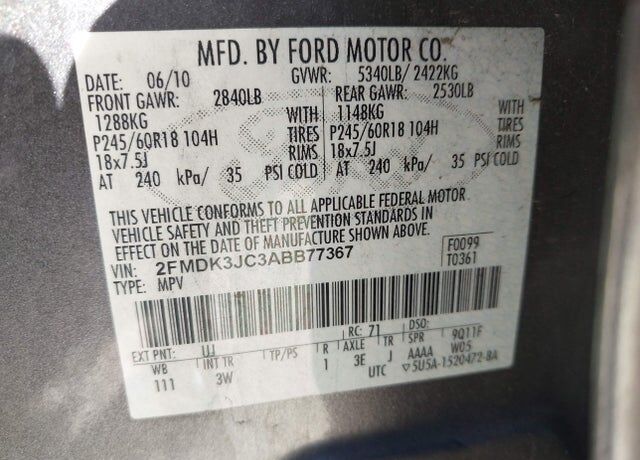 MFD. BY FORD MOTOR CO.
DATE: 06/10 GVWR: 5340LB/ 2422KG
FRONT GAWR: 2840LB REAR GAWR: 2530LB
1288KG WITH 1148KG WITH
P245/60R18 104H TIRES P245/60R18 104H TIRES
18x7.5J RIMS 18x7.5J RIMS
AT 240 kPa/ 35 PSI COLD AT 240 kPa/ 35 PSI COLD
THIS VEHICLE CONFORMS TO ALL APPLICABLE FEDERAL MOTOR
VEHICLE SAFETY AND THEFT PREVENTION STANDARDS IN
EFFECT ON THE DATE OF MANUFACTURE SHOWN ABOVE.
VIN: 2FMDK3JC3ABB77367 F0099
TYPE: MPV T0361
EXT PNT: UJ RC: 71 DSO:
WB INT TR TP/PS R AXLE TR SPR 9Q11F
111 3W 1 3E J AAAA W05
UTC ▽5U5A-1520472-BA